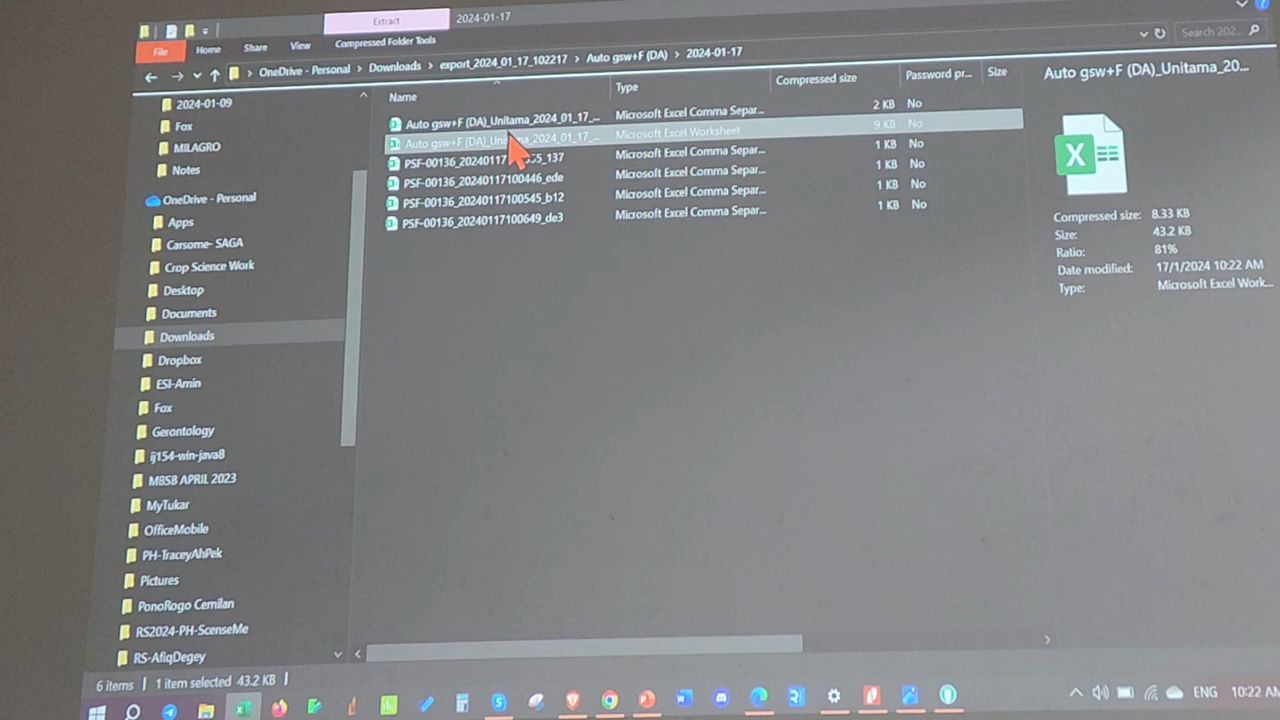 Extract
2024-01-17
File
Home
Share
View
Compressed Folder Tools
OneDrive - Personal > Downloads > export_2024_01_17_102217 > Auto gsw+F (DA) > 2024-01-17
Search 202...
Name
Type
Compressed size
Password pr...
Size
Auto gsw+F (DA)_Unitama_2024_01_17_...
Microsoft Excel Comma Separ...
2 KB
No
Auto gsw+F (DA)_ 2024_01_17_...
Microsoft Excel Worksheet
9 KB
No
PSF-00136_20240117 5_137
Microsoft Excel Comma Separ...
1 KB
No
PSF-00136_20240117100446_ede
Microsoft Excel Comma Separ...
1 KB
No
PSF-00136_20240117100545_b12
Microsoft Excel Comma Separ...
1 KB
No
PSF-00136_20240117100649_de3
Microsoft Excel Comma Separ...
1 KB
No
2024-01-09
Fox
MILAGRO
Notes
OneDrive - Personal
Apps
Carsome- SAGA
Crop Science Work
Desktop
Documents
Downloads
Dropbox
ESI-Amin
Fox
Gerontology
ij154-win-java8
MBSB APRIL 2023
MyTukar
OfficeMobile
PH-TraceyAhPek
Pictures
PonoRogo Cemilan
RS2024-PH-ScenseMe
RS-AfiqDegey
Auto gsw+F (DA)_Unitama_20...
Compressed size: 8.33 KB
Size: 43.2 KB
Ratio: 81%
Date modified: 17/1/2024 10:22 AM
Type: Microsoft Excel Work...
6 items
1 item selected 43.2 KB
ENG
10:22 AM